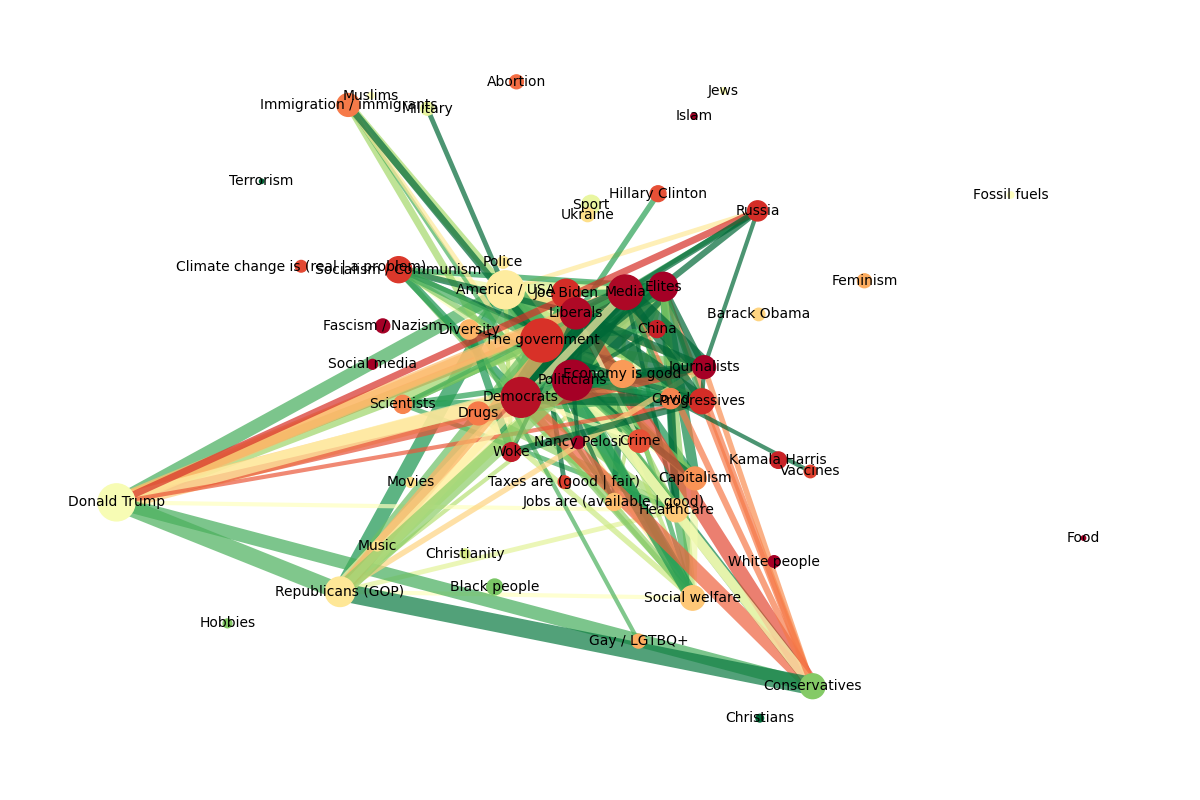 Abortion
Muslims
Jews
Immigration / immigrants
Military
Islam
Terrorism
Hillary Clinton
Fossil fuels
Sport
Ukraine
Russia
Police
Climate change is (real | a problem)
Socialism / Communism
Feminism
America / USA
Joe Biden
Media
Elites
Liberals
Barack Obama
Fascism / Nazism
Diversity
China
The government
Social media
Economy is good
Journalists
Politicians
Democrats
Scientists
Covid
Progressives
Drugs
Nancy Pelosi
Crime
Woke
Kamala Harris
Vaccines
Movies
Taxes are (good | fair)
Capitalism
Donald Trump
Jobs are (available | good)
Healthcare
Music
Christianity
Food
White people
Black people
Republicans (GOP)
Social welfare
Hobbies
Gay / LGTBQ+
Conservatives
Christians